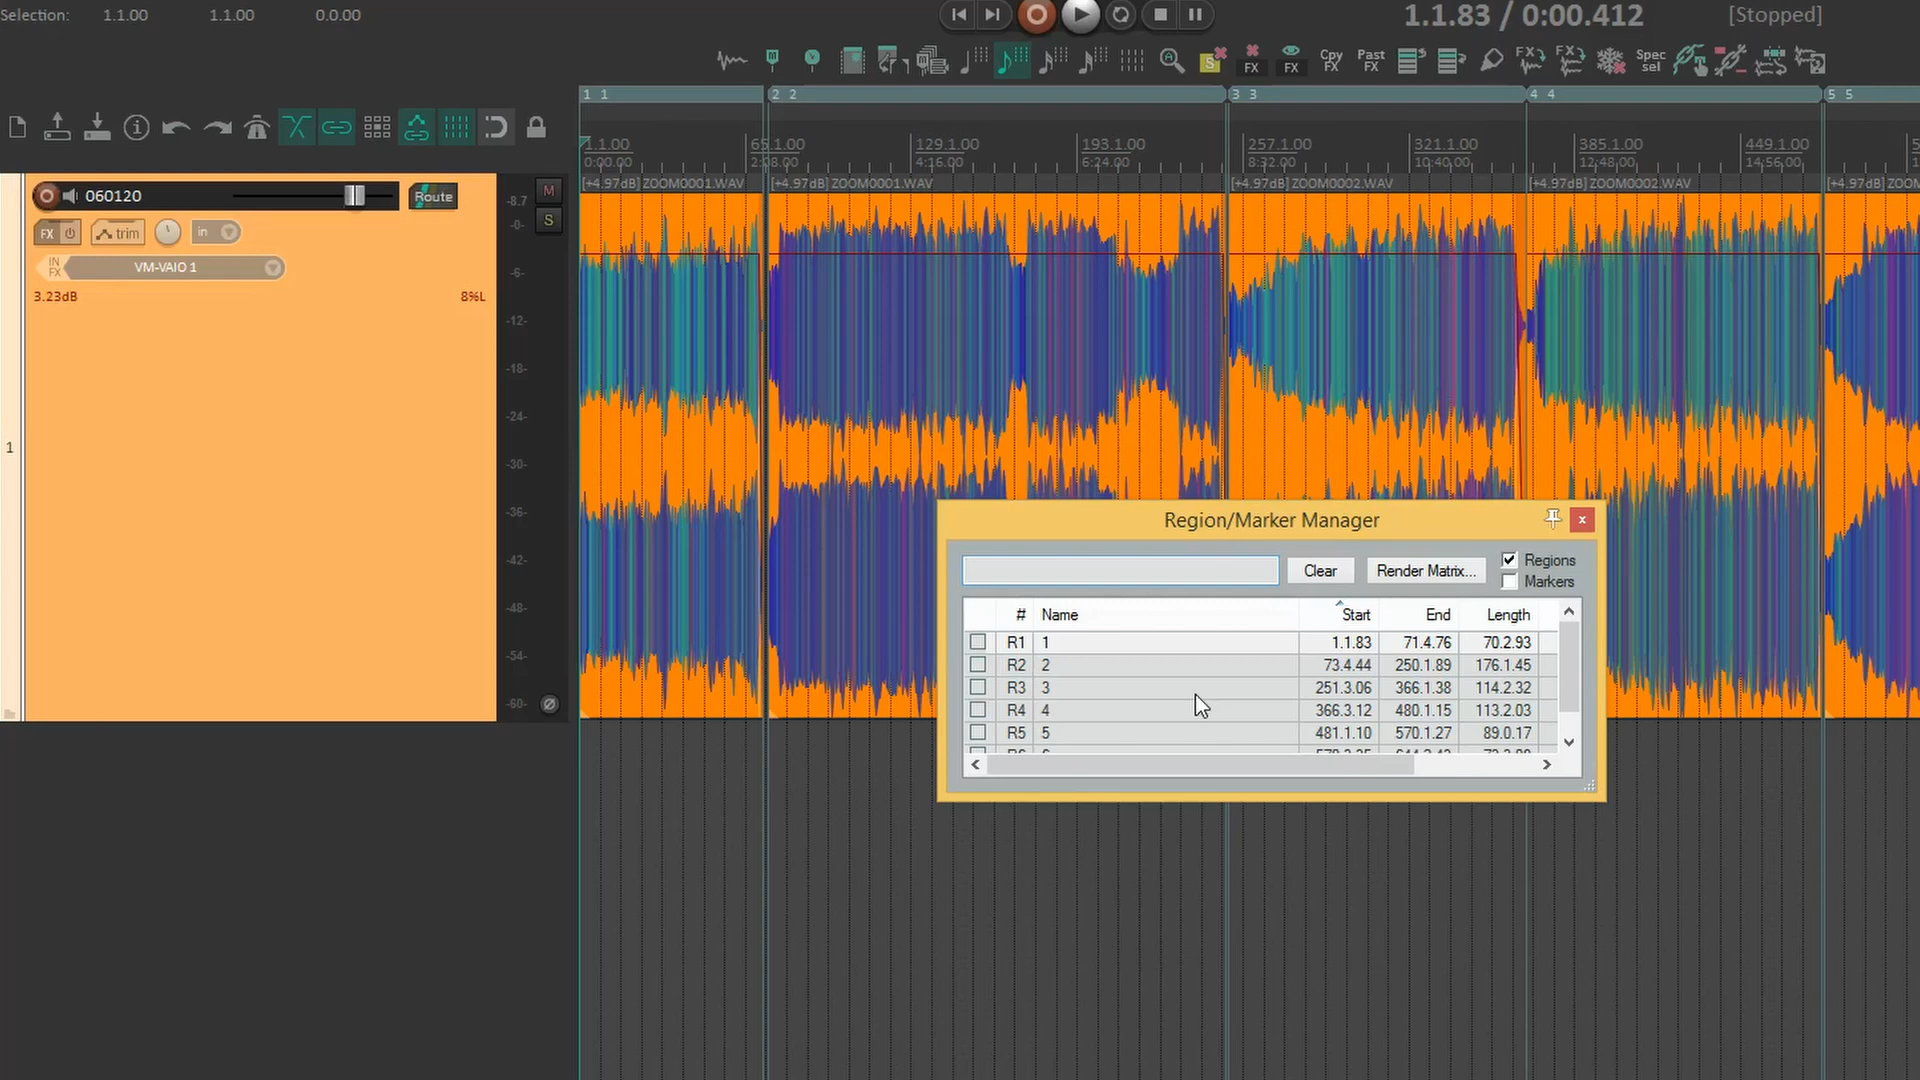 Selection: 1.1.00 1.1.00 0.0.00
1.1.83 / 0:00.412 [Stopped]
S FX FX Cpy FX Past FX FX FX Spec sel
1 1 2 2 3 3 4 4 5 5
1.1.00 65.1.00 129.1.00 193.1.00 257.1.00 321.1.00 385.1.00 449.1.00
0:00.00 2:08.00 4:16.00 6:24.00 8:32.00 10:40.00 12:48.00 14:56.00
[+4.97dB] ZOOM0001.WAV [+4.97dB] ZOOM0001.WAV [+4.97dB] ZOOM0002.WAV [+4.97dB] ZOOM0002.WAV [+4.97dB] ZOOM
060120 Route
M
S
FX trim in
IN FX VM-VAIO 1
3.23dB 8%L
1
-8.7
-0-
-6-
-12-
-18-
-24-
-30-
-36-
-42-
-48-
-54-
-60-
Region/Marker Manager
Clear Render Matrix... Regions
Markers
# Name Start End Length
R1 1 1.1.83 71.4.76 70.2.93
R2 2 73.4.44 250.1.89 176.1.45
R3 3 251.3.06 366.1.38 114.2.32
R4 4 366.3.12 480.1.15 113.2.03
R5 5 481.1.10 570.1.27 89.0.17